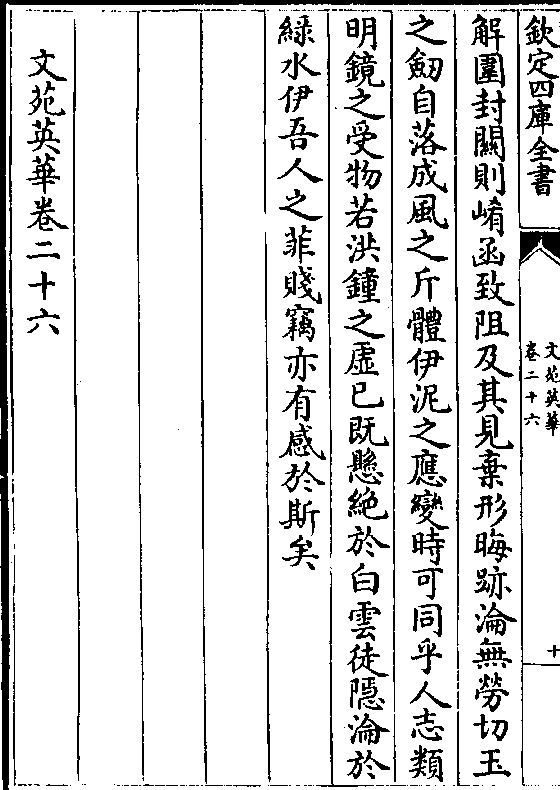 欽定四庫全書
文苑英華
卷二十六
十
解圍封關則崤函致阻及其見棄形晦跡淪無勞切玉
之劒自落成風之斤體伊泥之應變時可同乎人志類
明鏡之受物若洪鐘之虛已既懸絶於白雲徒隱淪於
緑水伊吾人之菲賤竊亦有感於斯矣
文苑英華卷二十六